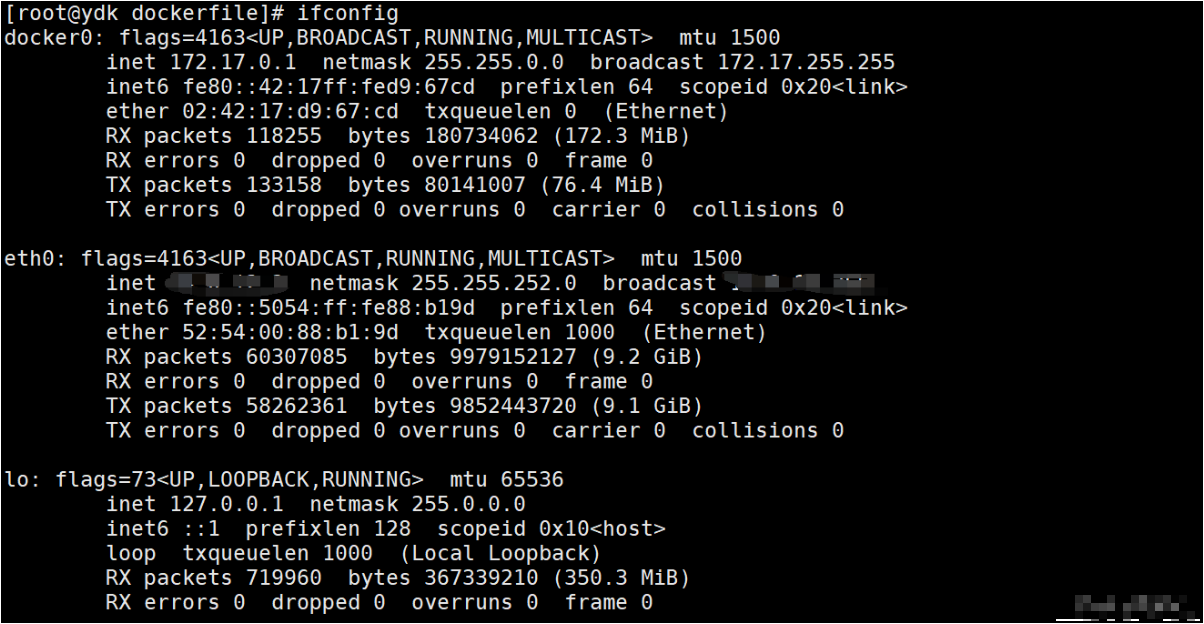 [root@ydk dockerfile]# ifconfig
docker0: flags=4163<UP,BROADCAST,RUNNING,MULTICAST>  mtu 1500
        inet 172.17.0.1  netmask 255.255.0.0  broadcast 172.17.255.255
        inet6 fe80::42:17ff:fed9:67cd  prefixlen 64  scopeid 0x20<link>
        ether 02:42:17:d9:67:cd  txqueuelen 0  (Ethernet)
        RX packets 118255  bytes 180734062 (172.3 MiB)
        RX errors 0  dropped 0  overruns 0  frame 0
        TX packets 133158  bytes 80141007 (76.4 MiB)
        TX errors 0  dropped 0 overruns 0  carrier 0  collisions 0

eth0: flags=4163<UP,BROADCAST,RUNNING,MULTICAST>  mtu 1500
        inet  netmask 255.255.252.0  broadcast
        inet6 fe80::5054:ff:fe88:b19d  prefixlen 64  scopeid 0x20<link>
        ether 52:54:00:88:b1:9d  txqueuelen 1000  (Ethernet)
        RX packets 60307085  bytes 9979152127 (9.2 GiB)
        RX errors 0  dropped 0  overruns 0  frame 0
        TX packets 58262361  bytes 9852443720 (9.1 GiB)
        TX errors 0  dropped 0 overruns 0  carrier 0  collisions 0

lo: flags=73<UP,LOOPBACK,RUNNING>  mtu 65536
        inet 127.0.0.1  netmask 255.0.0.0
        inet6 ::1  prefixlen 128  scopeid 0x10<host>
        loop  txqueuelen 1000  (Local Loopback)
        RX packets 719960  bytes 367339210 (350.3 MiB)
        RX errors 0  dropped 0  overruns 0  frame 0